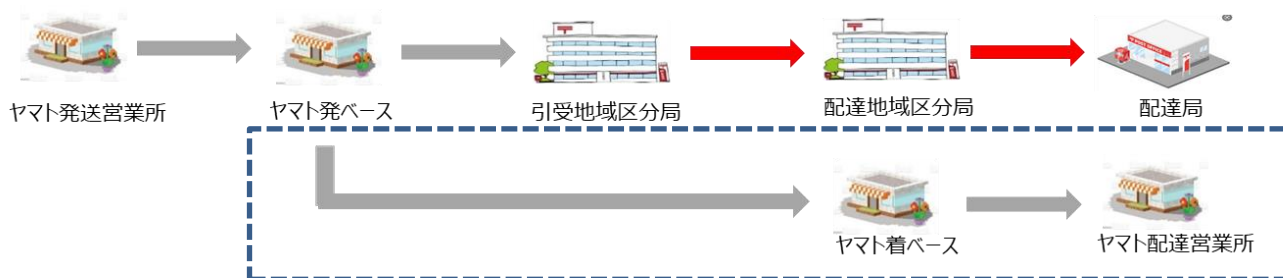 ヤマト発送営業所
ヤマト発ベース
引受地域区分局
配達地域区分局
配達局
ヤマト着ベース
ヤマト配達営業所